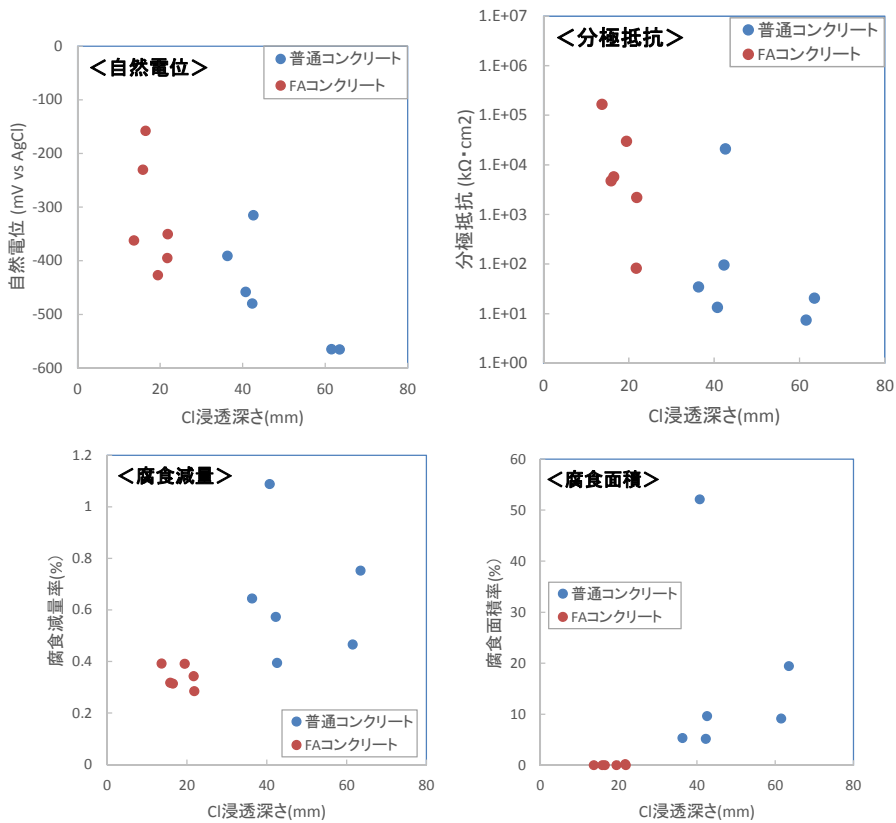 ＜自然電位＞
普通コンクリート
FAコンクリート
0
-100
-200
-300
-400
-500
-600
自然電位 (mV vs AgCl)
0 20 40 60 80
Cl浸透深さ(mm)
＜分極抵抗＞
普通コンクリート
FAコンクリート
1.E+07
1.E+06
1.E+05
1.E+04
1.E+03
1.E+02
1.E+01
1.E+00
分極抵抗 (kΩ・cm2)
0 20 40 60 80
Cl浸透深さ(mm)
＜腐食減量＞
1.2
1
0.8
0.6
0.4
0.2
0
腐食減量率(%)
普通コンクリート
FAコンクリート
0 20 40 60 80
Cl浸透深さ(mm)
＜腐食面積＞
60
50
40
30
20
10
0
腐食面積率(%)
普通コンクリート
FAコンクリート
0 20 40 60 80
Cl浸透深さ(mm)